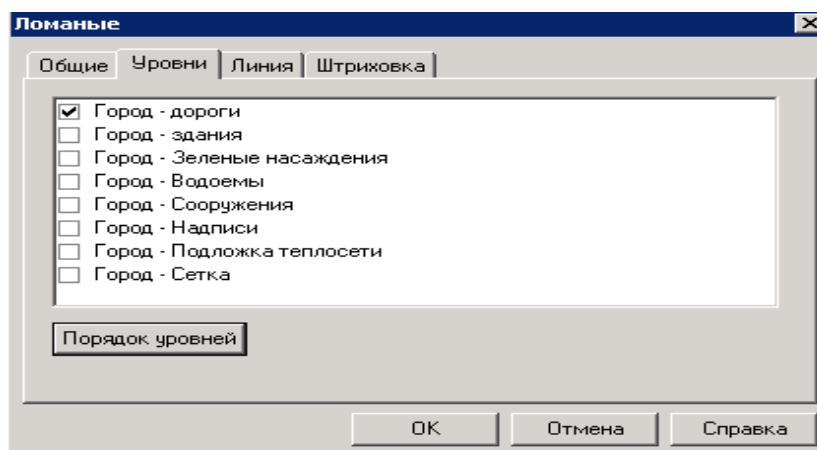 Ломаные
Общие Уровни Линия Штриховка
Город - дороги
Город - здания
Город - Зеленые насаждения
Город - Водоемы
Город - Сооружения
Город - Надписи
Город - Подложка теплосети
Город - Сетка
Порядок уровней
OK Отмена Справка